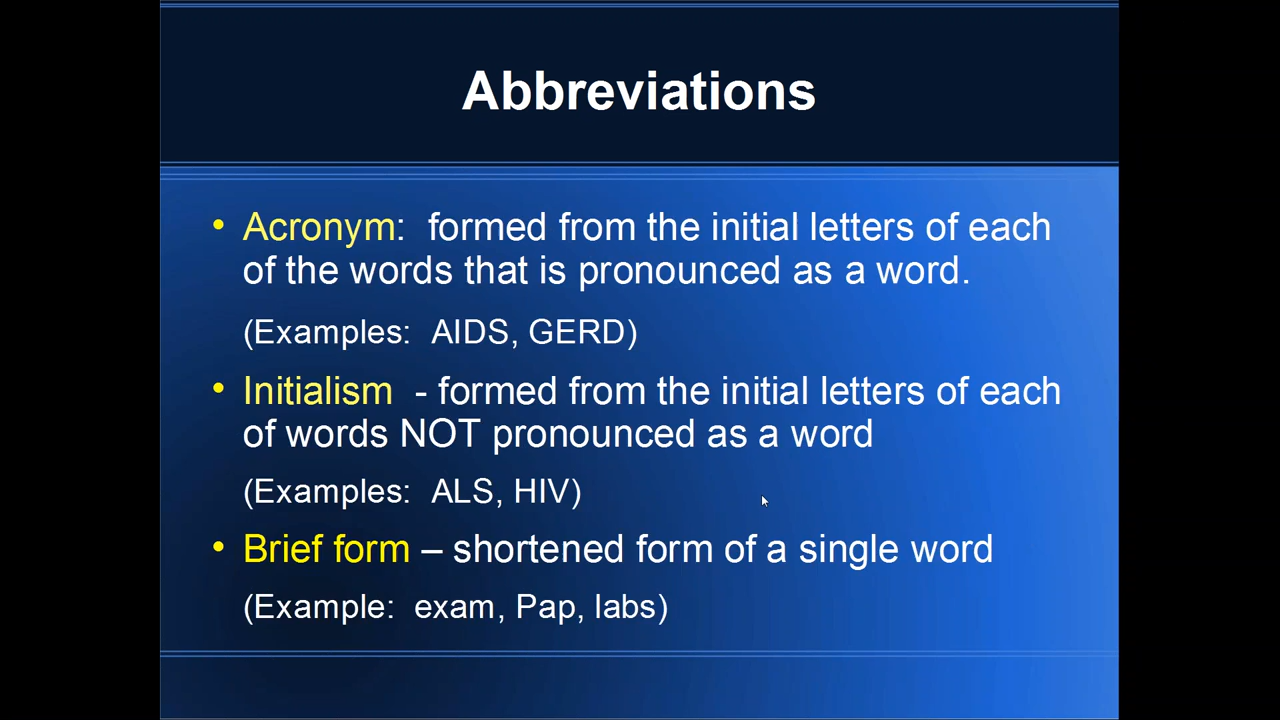 Abbreviations
• Acronym:  formed from the initial letters of each
of the words that is pronounced as a word.
(Examples:  AIDS, GERD)
• Initialism  - formed from the initial letters of each
of words NOT pronounced as a word
(Examples:  ALS, HIV)
• Brief form – shortened form of a single word
(Example:  exam, Pap, labs)